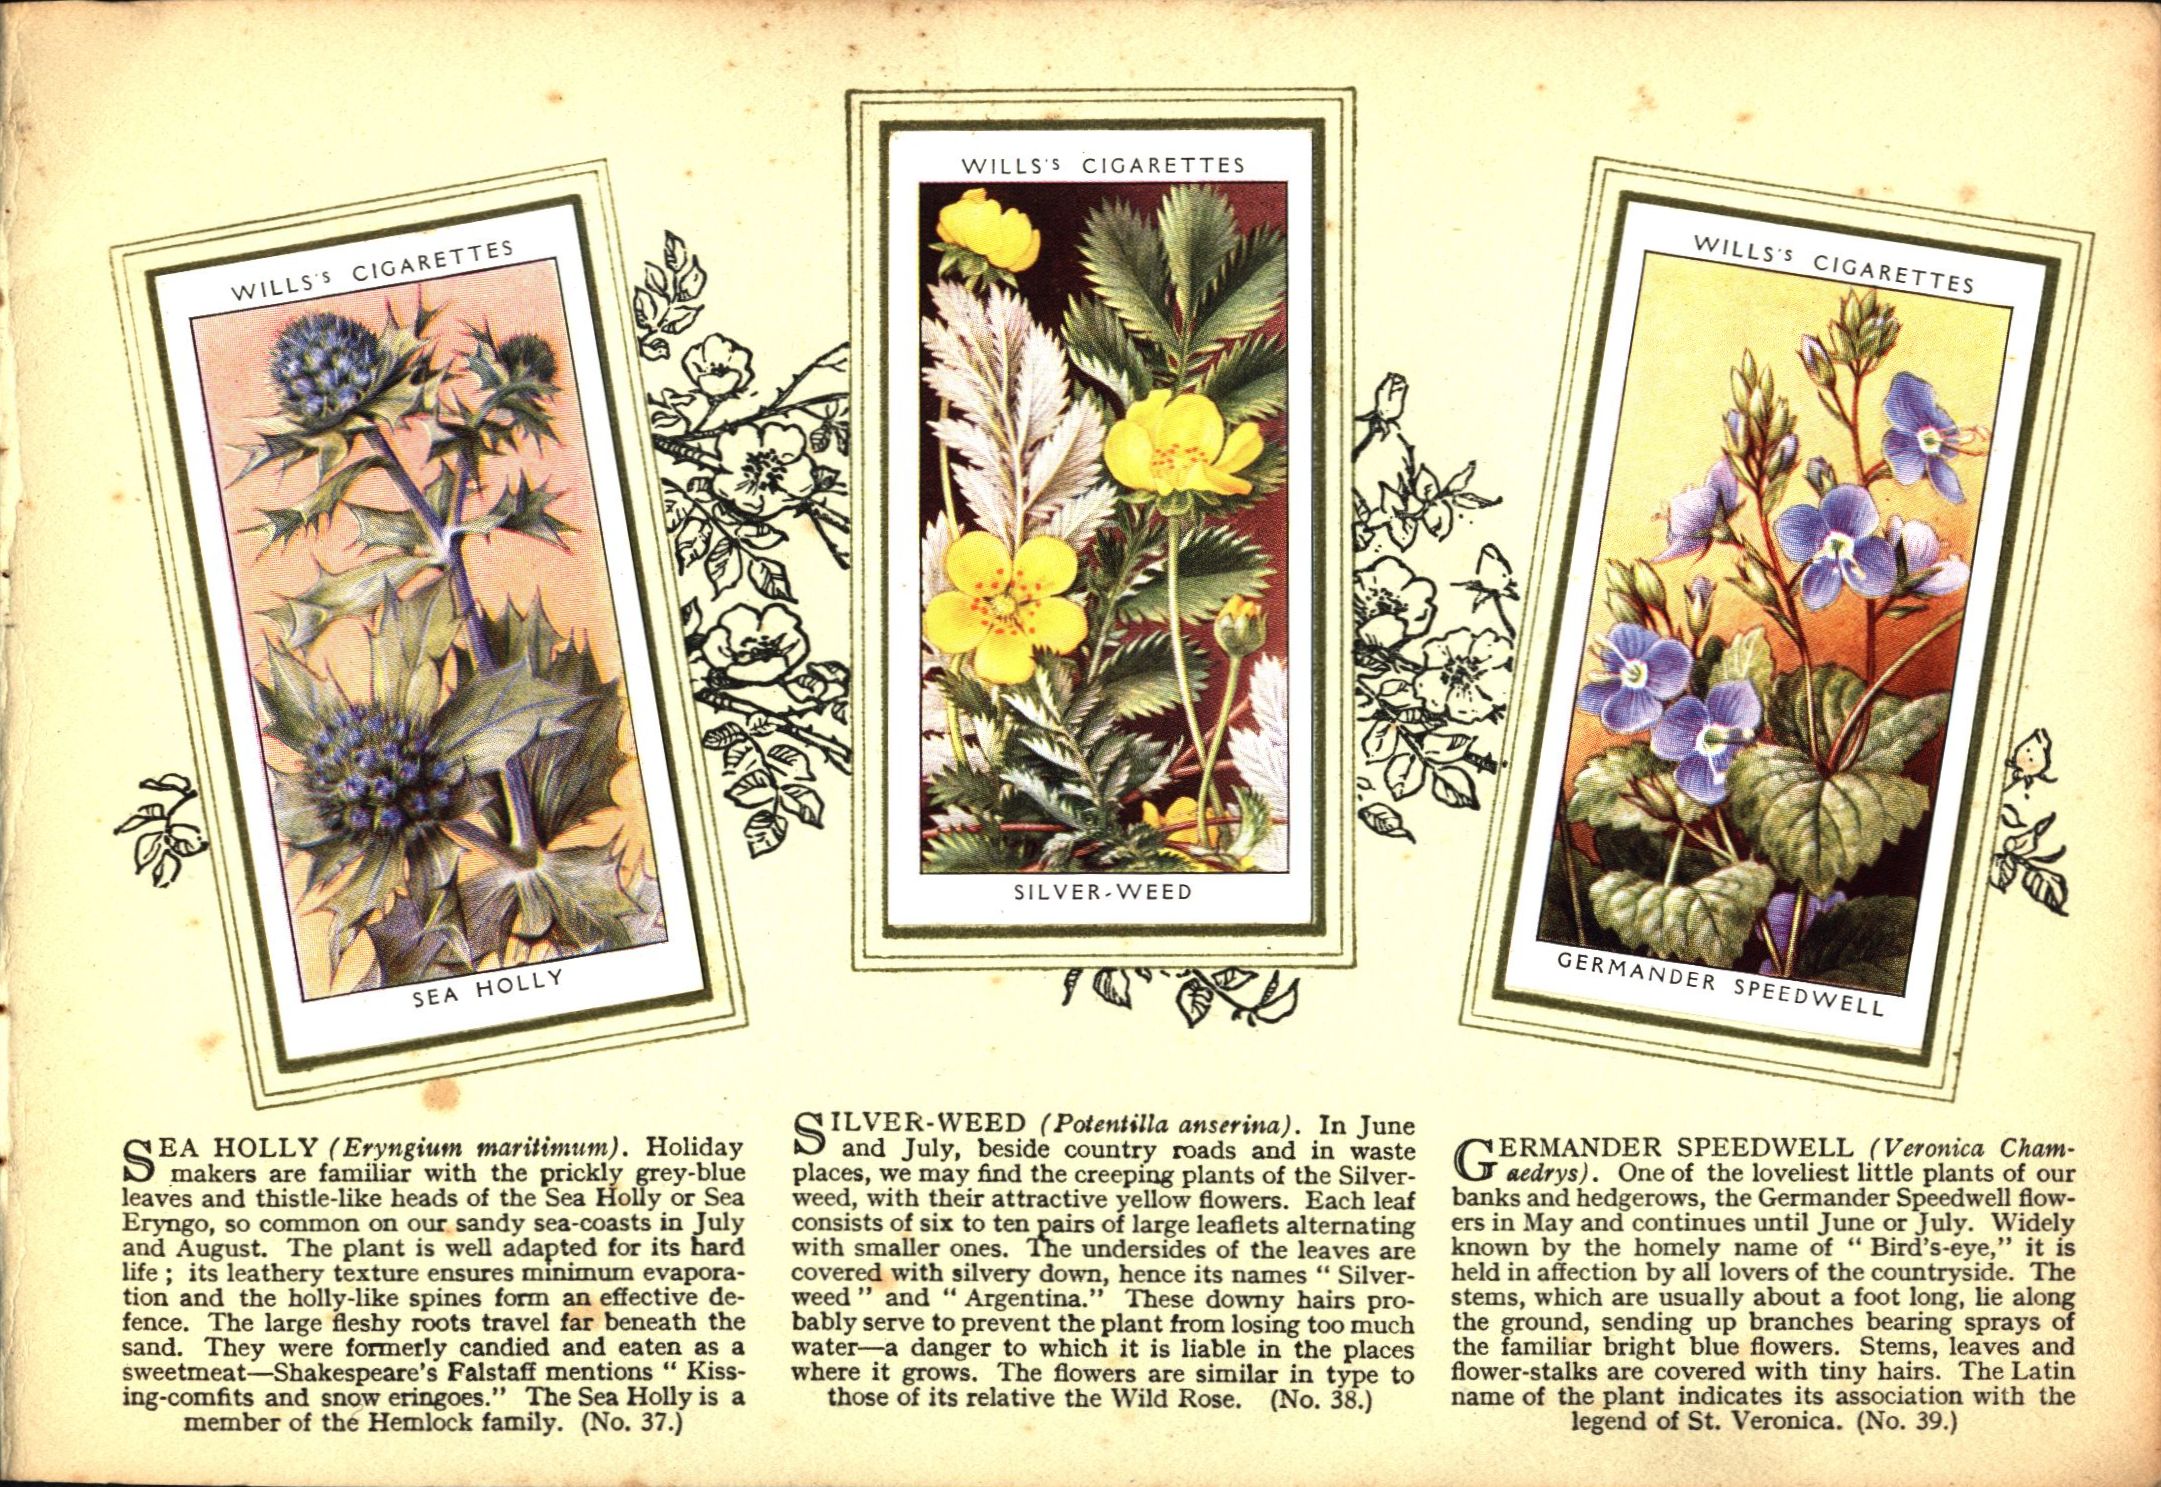 WILLS'S CIGARETTES
SEA HOLLY
WILLS'S CIGARETTES
SILVER-WEED
WILLS'S CIGARETTES
GERMANDER SPEEDWELL
SEA HOLLY (Eryngium maritimum). Holiday
makers are familiar with the prickly grey-blue
leaves and thistle-like heads of the Sea Holly or Sea
Eryngo, so common on our sandy sea-coasts in July
and August. The plant is well adapted for its hard
life ; its leathery texture ensures minimum evapora-
tion and the holly-like spines form an effective de-
fence. The large fleshy roots travel far beneath the
sand. They were formerly candied and eaten as a
sweetmeat—Shakespeare's Falstaff mentions " Kiss-
ing-comfits and snow eringoes." The Sea Holly is a
member of the Hemlock family. (No. 37.)
SILVER-WEED (Potentilla anserina). In June
and July, beside country roads and in waste
places, we may find the creeping plants of the Silver-
weed, with their attractive yellow flowers. Each leaf
consists of six to ten pairs of large leaflets alternating
with smaller ones. The undersides of the leaves are
covered with silvery down, hence its names " Silver-
weed " and " Argentina." These downy hairs pro-
bably serve to prevent the plant from losing too much
water—a danger to which it is liable in the places
where it grows. The flowers are similar in type to
those of its relative the Wild Rose. (No. 38.)
GERMANDER SPEEDWELL (Veronica Cham-
aedrys). One of the loveliest little plants of our
banks and hedgerows, the Germander Speedwell flow-
ers in May and continues until June or July. Widely
known by the homely name of " Bird's-eye," it is
held in affection by all lovers of the countryside. The
stems, which are usually about a foot long, lie along
the ground, sending up branches bearing sprays of
the familiar bright blue flowers. Stems, leaves and
flower-stalks are covered with tiny hairs. The Latin
name of the plant indicates its association with the
legend of St. Veronica. (No. 39.)